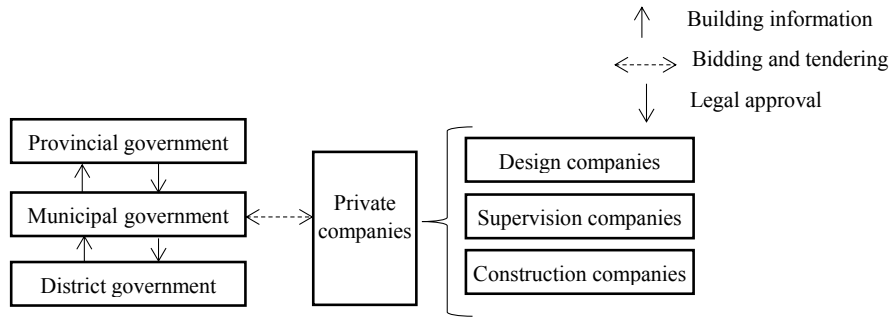 Building information
Bidding and tendering
Legal approval
Provincial government
Municipal government
District government
Private
companies
Design companies
Supervision companies
Construction companies